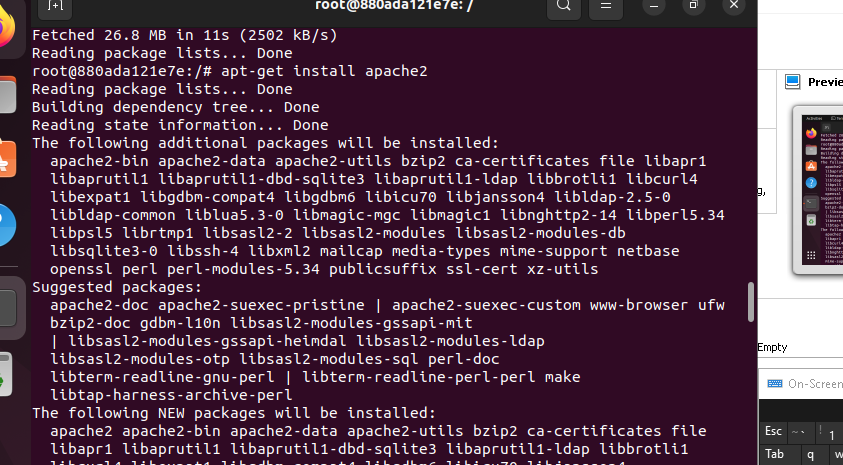 root@880ada121e7e: /
Fetched 26.8 MB in 11s (2502 kB/s)
Reading package lists... Done
root@880ada121e7e:/# apt-get install apache2
Reading package lists... Done
Building dependency tree... Done
Reading state information... Done
The following additional packages will be installed:
apache2-bin apache2-data apache2-utils bzip2 ca-certificates file libapr1
libaprutil1 libaprutil1-dbd-sqlite3 libaprutil1-ldap libbrotli1 libcurl4
libexpat1 libgdbm-compat4 libgdbm6 libicu70 libjansson4 libldap-2.5-0
libldap-common liblua5.3-0 libmagic-mgc libmagic1 libnghttp2-14 libperl5.34
libpsl5 librtmp1 libsasl2-2 libsasl2-modules libsasl2-modules-db
libsqlite3-0 libssh-4 libxml2 mailcap media-types mime-support netbase
openssl perl perl-modules-5.34 publicsuffix ssl-cert xz-utils
Suggested packages:
apache2-doc apache2-suexec-pristine | apache2-suexec-custom www-browser ufw
bzip2-doc gdbm-l10n libsasl2-modules-gssapi-mit
| libsasl2-modules-gssapi-heimdal libsasl2-modules-ldap
libsasl2-modules-otp libsasl2-modules-sql perl-doc
libterm-readline-gnu-perl | libterm-readline-perl-perl make
libtap-harness-archive-perl
The following NEW packages will be installed:
apache2 apache2-bin apache2-data apache2-utils bzip2 ca-certificates file
libapr1 libaprutil1 libaprutil1-dbd-sqlite3 libaprutil1-ldap libbrotli1
libcurl4 libexpat1 libgdbm-compat4 libgdbm6 libicu70 libjansson4
Previe
Empty
On-Screen
Esc ~ ` ! 1
Tab q w